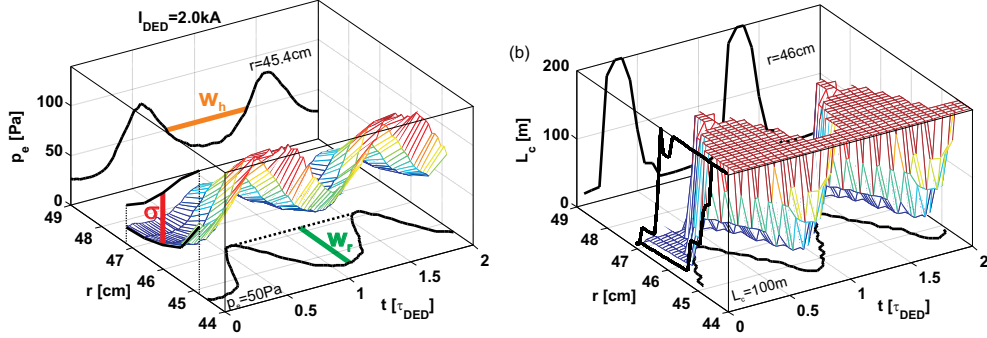 I_DED=2.0kA
r=45.4cm
w_h
100
50
0
p_e [Pa]
σ
w_r
p_e=50Pa
49
48
47
46
45
44
r [cm]
0
0.5
1
1.5
2
t [τ_DED]
(b)
r=46cm
200
100
0
L_c [m]
L_c=100m
49
48
47
46
45
44
r [cm]
0
0.5
1
1.5
2
t [τ_DED]